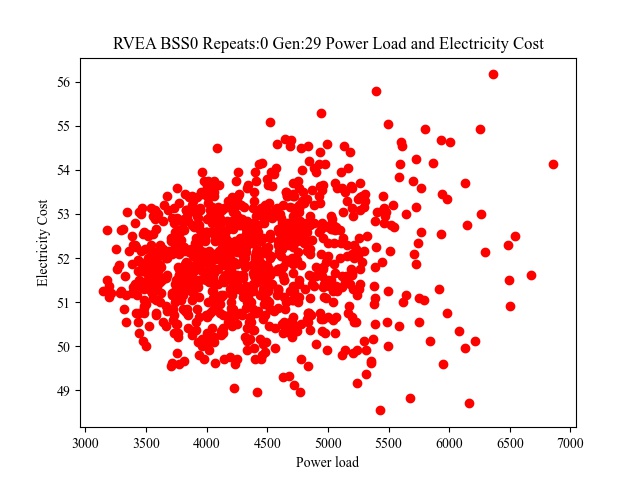 RVEA BSS0 Repeats:0 Gen:29 Power Load and Electricity Cost
56
55
54
53
52
51
50
49
Electricity Cost
3000 3500 4000 4500 5000 5500 6000 6500 7000
Power load